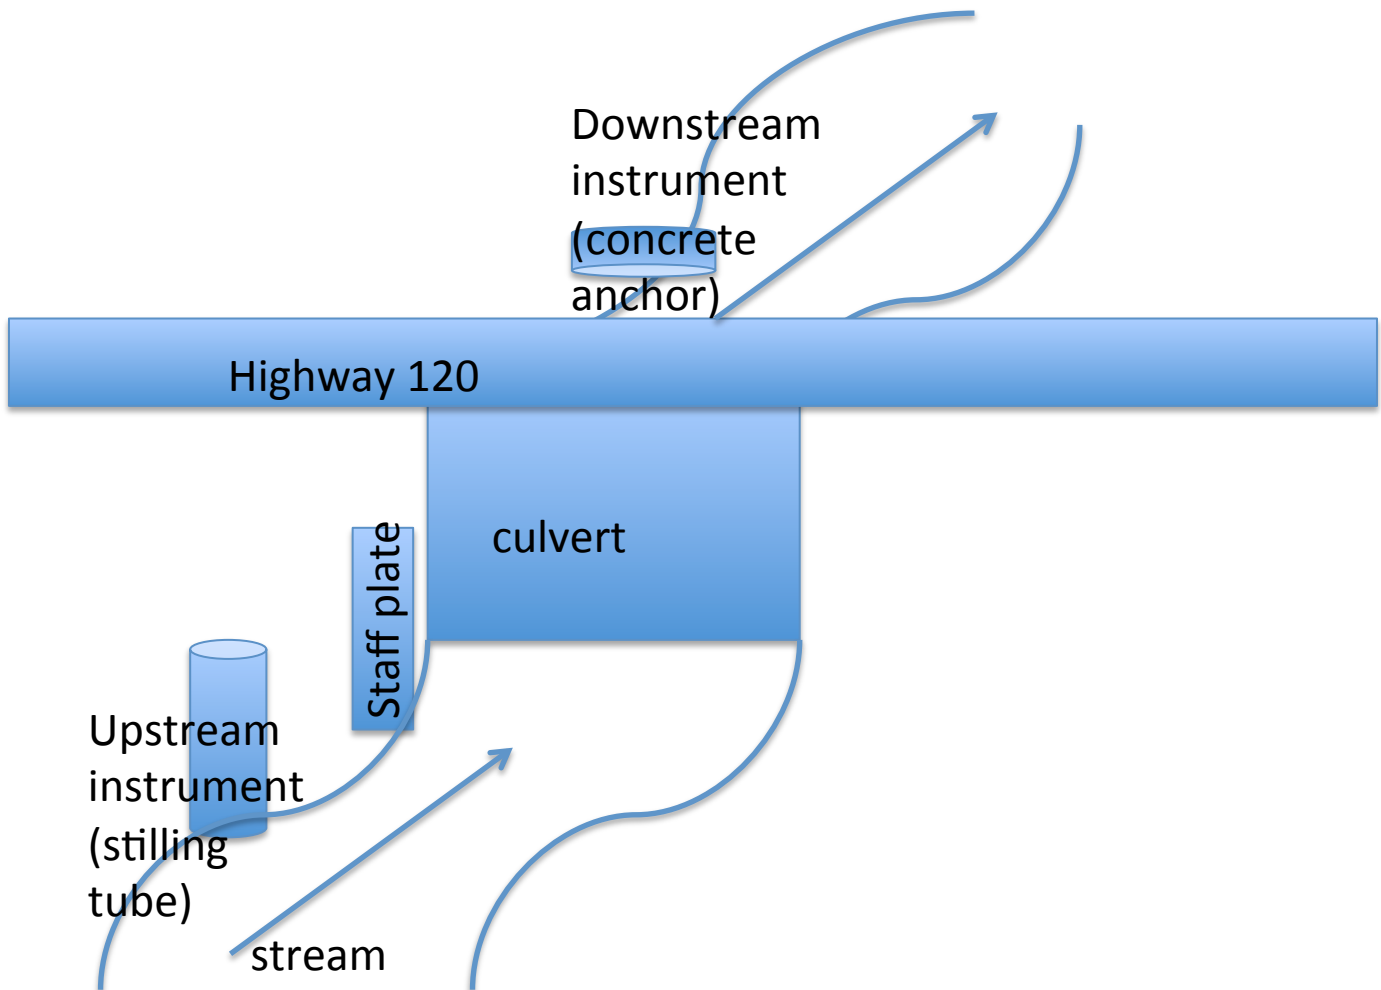 Downstream
instrument
(concrete
anchor)
Highway 120
culvert
Staff plate
Upstream
instrument
(stilling
tube)
stream